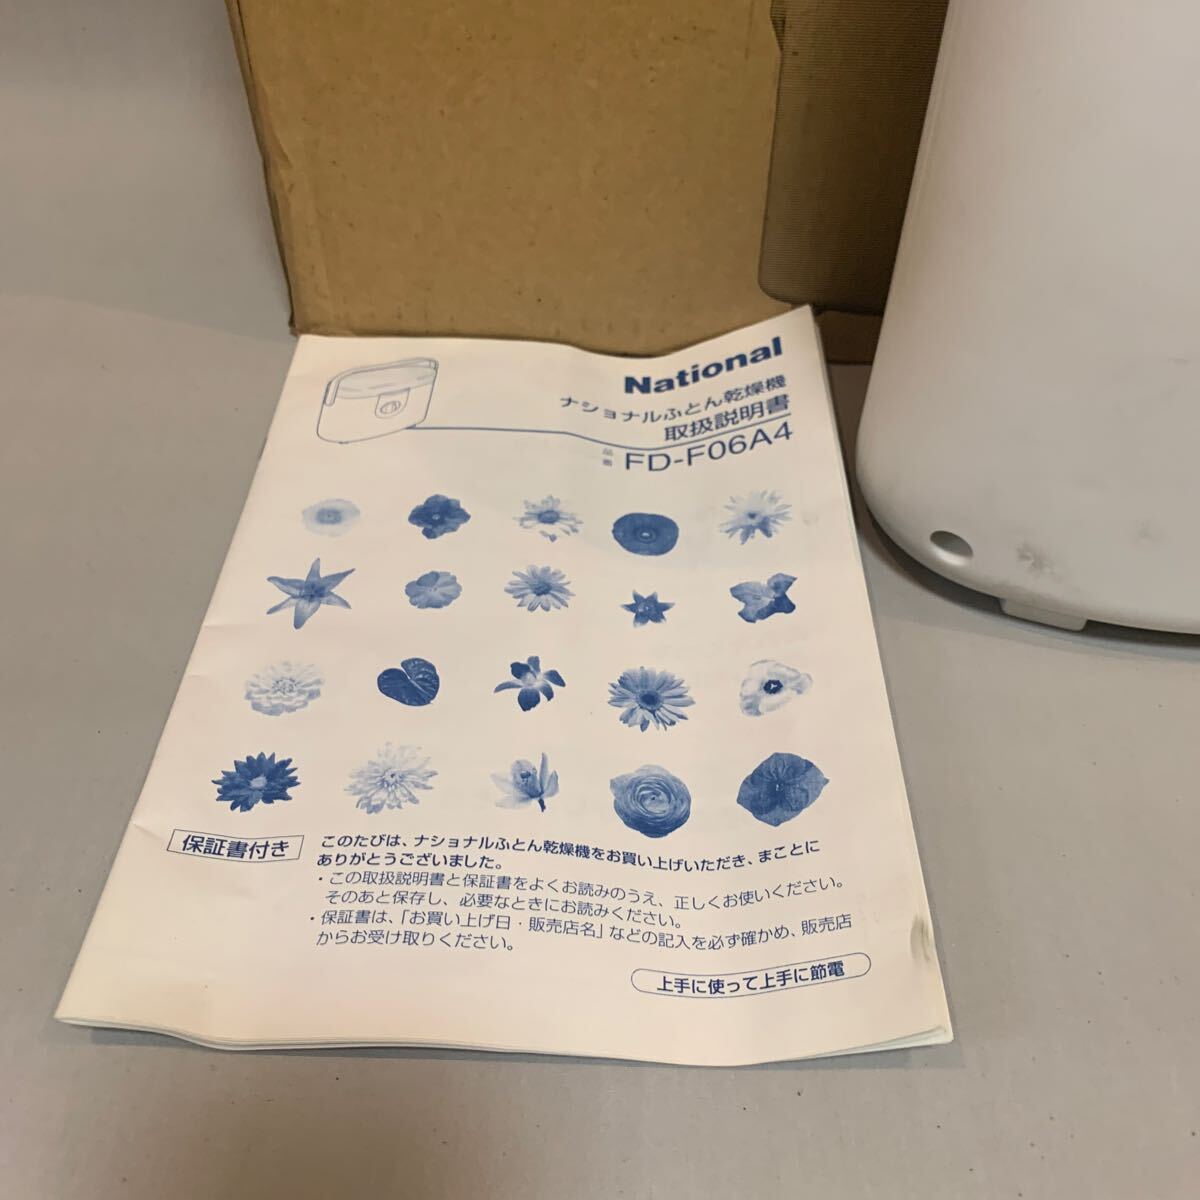 National
ナショナルふとん乾燥機
取扱説明書
品番 FD-F06A4
保証書付き
このたびは、ナショナルふとん乾燥機をお買い上げいただき、まことに
ありがとうございました。
・この取扱説明書と保証書をよくお読みのうえ、正しくお使いください。
そのあと保存し、必要なときにお読みください。
・保証書は、「お買い上げ日・販売店名」などの記入を必ず確かめ、販売店
からお受け取りください。
上手に使って上手に節電